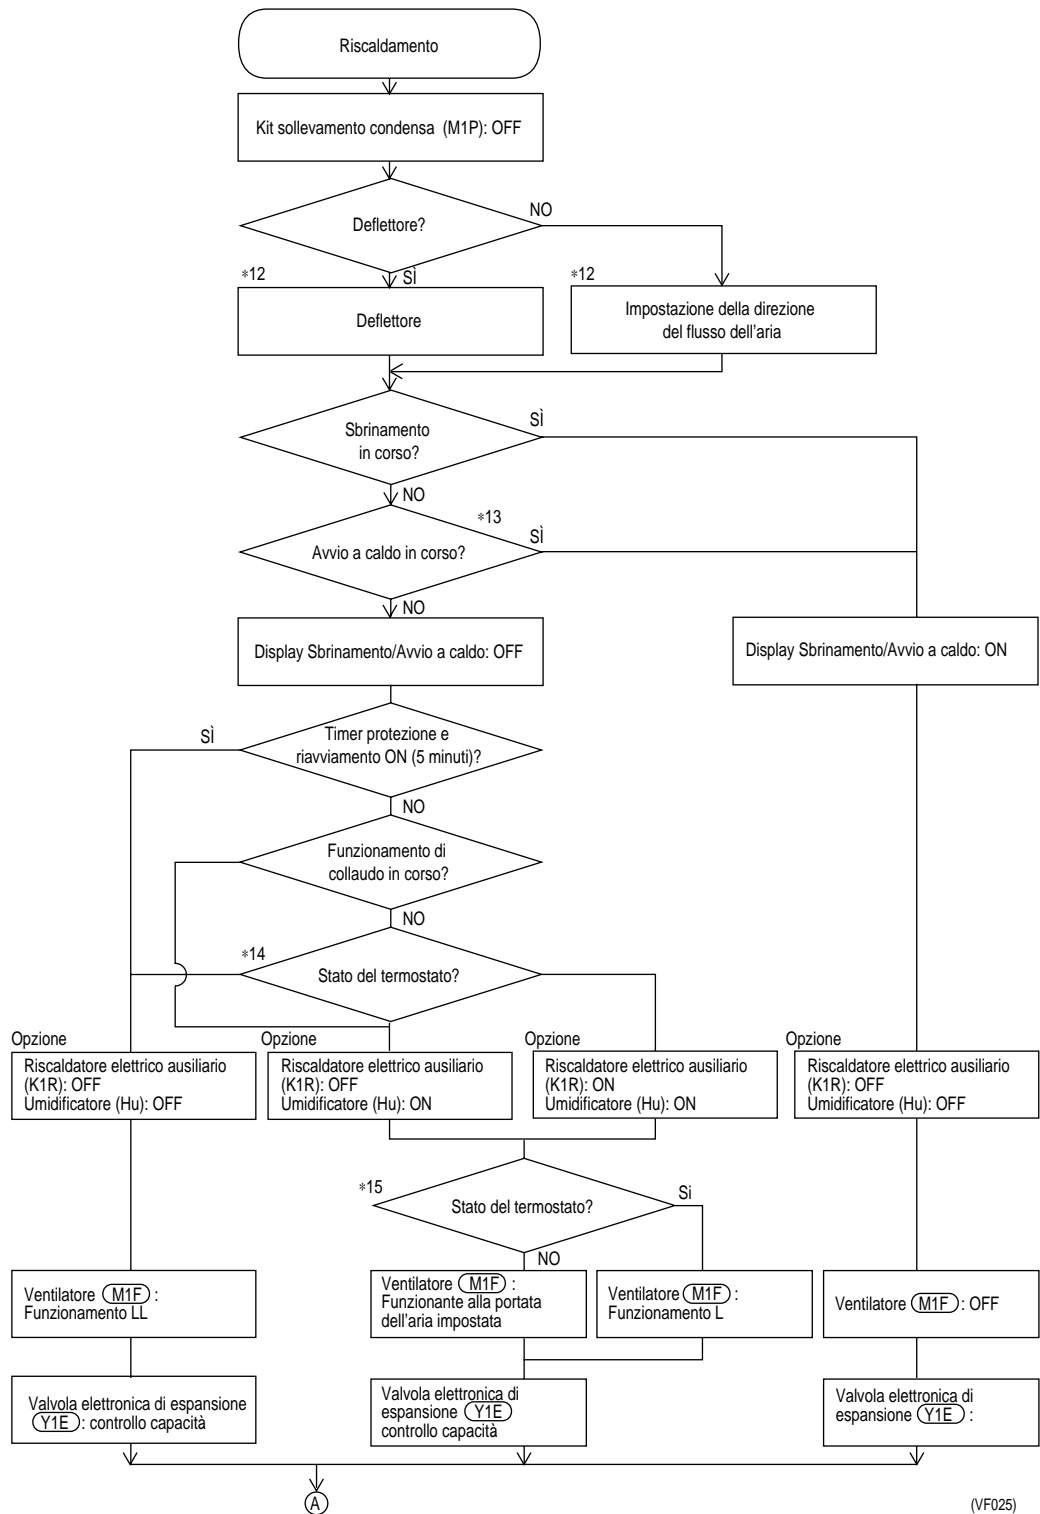 Riscaldamento
Kit sollevamento condensa (M1P): OFF
Deflettore?
NO
*12
SÌ
*12
Deflettore
Impostazione della direzione
del flusso dell'aria
Sbrinamento
in corso?
SÌ
NO
*13
Avvio a caldo in corso?
SÌ
NO
Display Sbrinamento/Avvio a caldo: OFF
Display Sbrinamento/Avvio a caldo: ON
Timer protezione e
riavviamento ON (5 minuti)?
SÌ
NO
Funzionamento di
collaudo in corso?
NO
*14
Stato del termostato?
Opzione
Riscaldatore elettrico ausiliario
(K1R): OFF
Umidificatore (Hu): OFF
Opzione
Riscaldatore elettrico ausiliario
(K1R): OFF
Umidificatore (Hu): ON
Opzione
Riscaldatore elettrico ausiliario
(K1R): ON
Umidificatore (Hu): ON
Opzione
Riscaldatore elettrico ausiliario
(K1R): OFF
Umidificatore (Hu): OFF
*15
Stato del termostato?
Si
NO
Ventilatore M1F :
Funzionamento LL
Ventilatore M1F :
Funzionante alla portata
dell'aria impostata
Ventilatore M1F :
Funzionamento L
Ventilatore M1F : OFF
Valvola elettronica di espansione
Y1E : controllo capacità
Valvola elettronica di
espansione Y1E
controllo capacità
Valvola elettronica di
espansione Y1E :
A
(VF025)